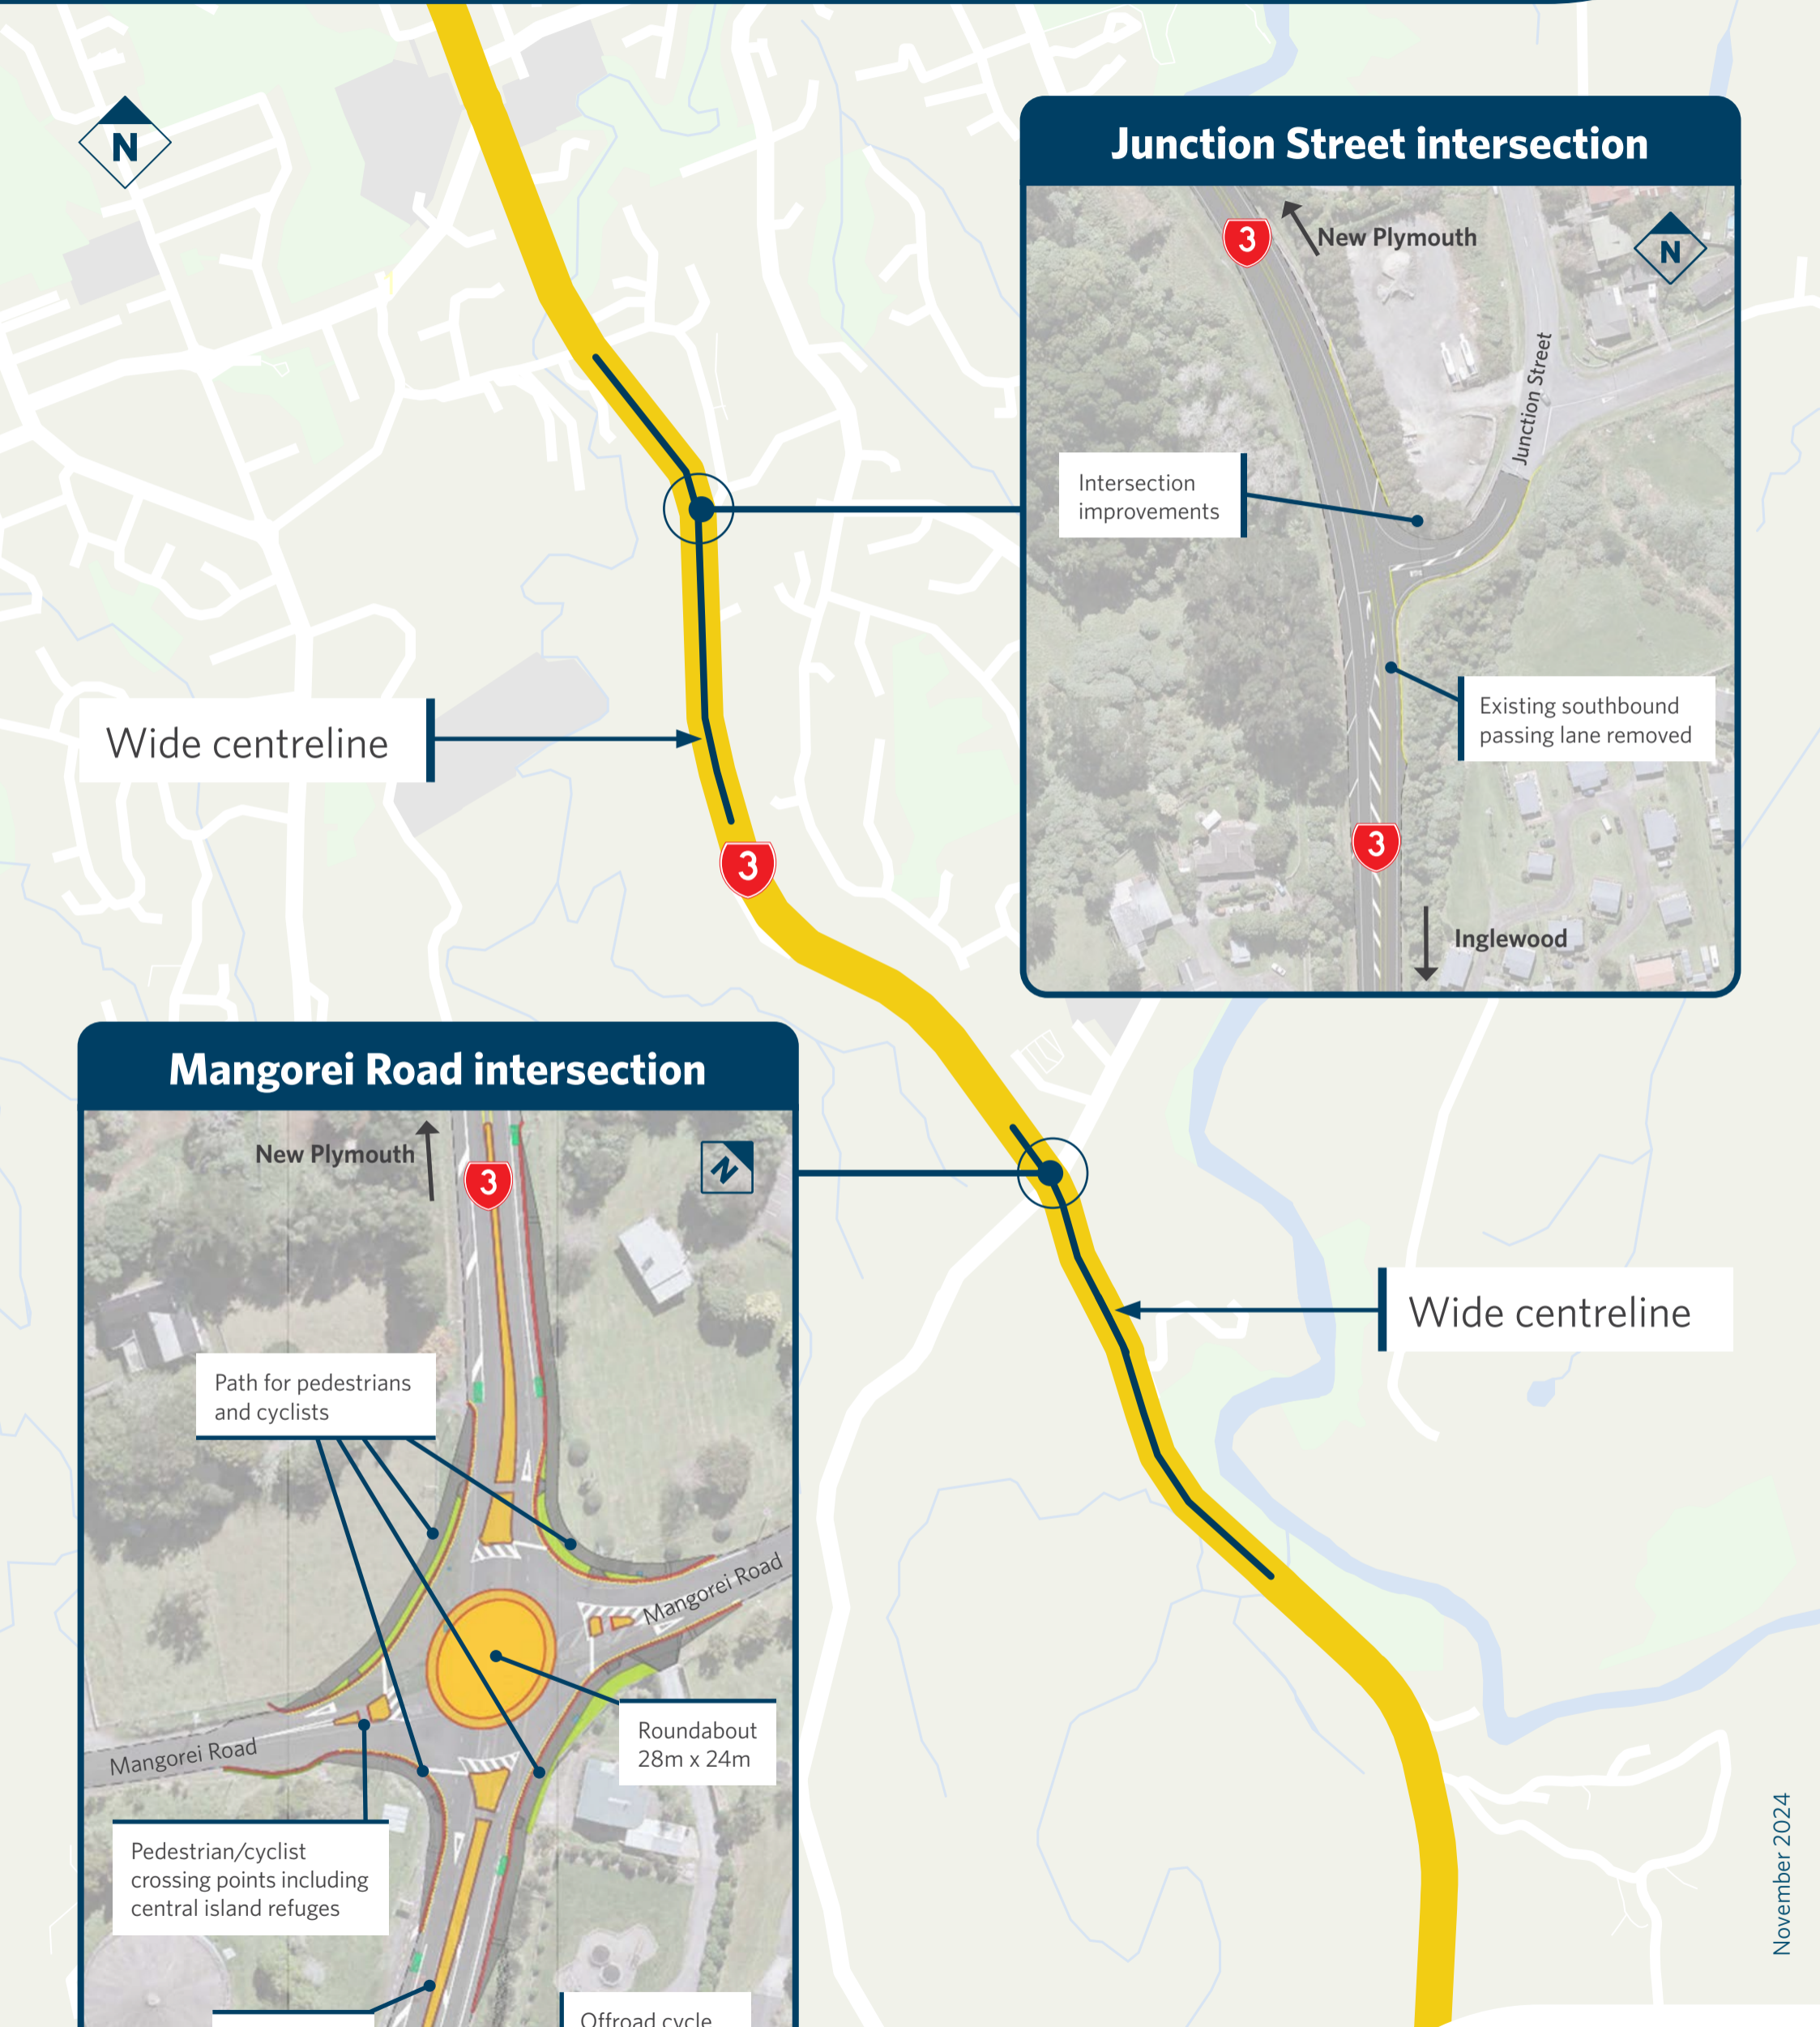 N
Junction Street intersection
3
New Plymouth
N
Junction Street
Intersection
improvements
Existing southbound
passing lane removed
3
Inglewood
Wide centreline
3
Mangorei Road intersection
New Plymouth
3
N
Path for pedestrians
and cyclists
Mangorei Road
Roundabout
28m x 24m
Mangorei Road
Pedestrian/cyclist
crossing points including
central island refuges
Offroad cycle
Wide centreline
November 2024